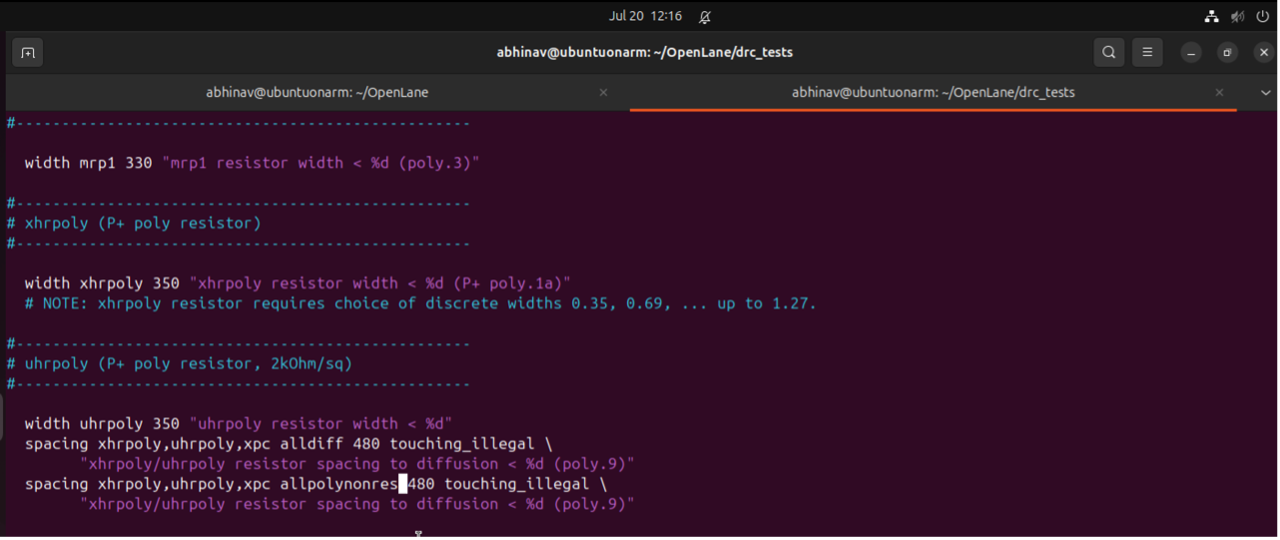 Jul 20 12:16
abhinav@ubuntuonarm: ~/OpenLane/drc_tests
abhinav@ubuntuonarm: ~/OpenLane
abhinav@ubuntuonarm: ~/OpenLane/drc_tests
#--------------------------------------------------
width mrp1 330 "mrp1 resistor width < %d (poly.3)"
#--------------------------------------------------
# xhrpoly (P+ poly resistor)
#--------------------------------------------------
width xhrpoly 350 "xhrpoly resistor width < %d (P+ poly.1a)"
# NOTE: xhrpoly resistor requires choice of discrete widths 0.35, 0.69, ... up to 1.27.
#--------------------------------------------------
# uhrpoly (P+ poly resistor, 2kOhm/sq)
#--------------------------------------------------
width uhrpoly 350 "uhrpoly resistor width < %d"
spacing xhrpoly,uhrpoly,xpc alldiff 480 touching_illegal \
"xhrpoly/uhrpoly resistor spacing to diffusion < %d (poly.9)"
spacing xhrpoly,uhrpoly,xpc allpolynonres 480 touching_illegal \
"xhrpoly/uhrpoly resistor spacing to diffusion < %d (poly.9)"